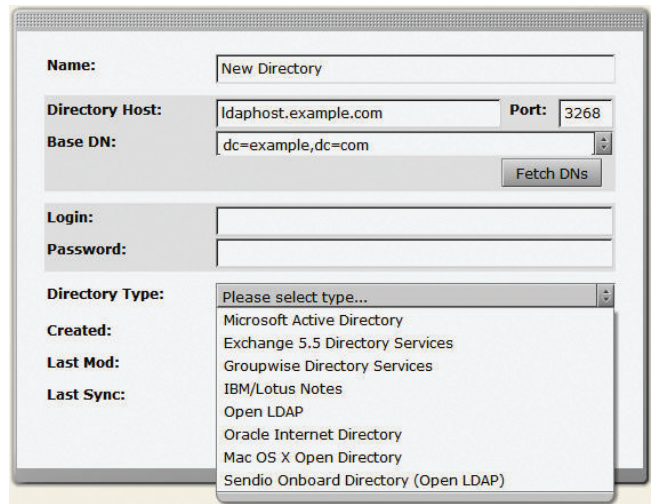 Name: New Directory
Directory Host: ldaphost.example.com Port: 3268
Base DN: dc=example,dc=com
Fetch DNs
Login:
Password:
Directory Type: Please select type...
Microsoft Active Directory
Created:
Exchange 5.5 Directory Services
Last Mod:
Groupwise Directory Services
IBM/Lotus Notes
Last Sync:
Open LDAP
Oracle Internet Directory
Mac OS X Open Directory
Sendio Onboard Directory (Open LDAP)